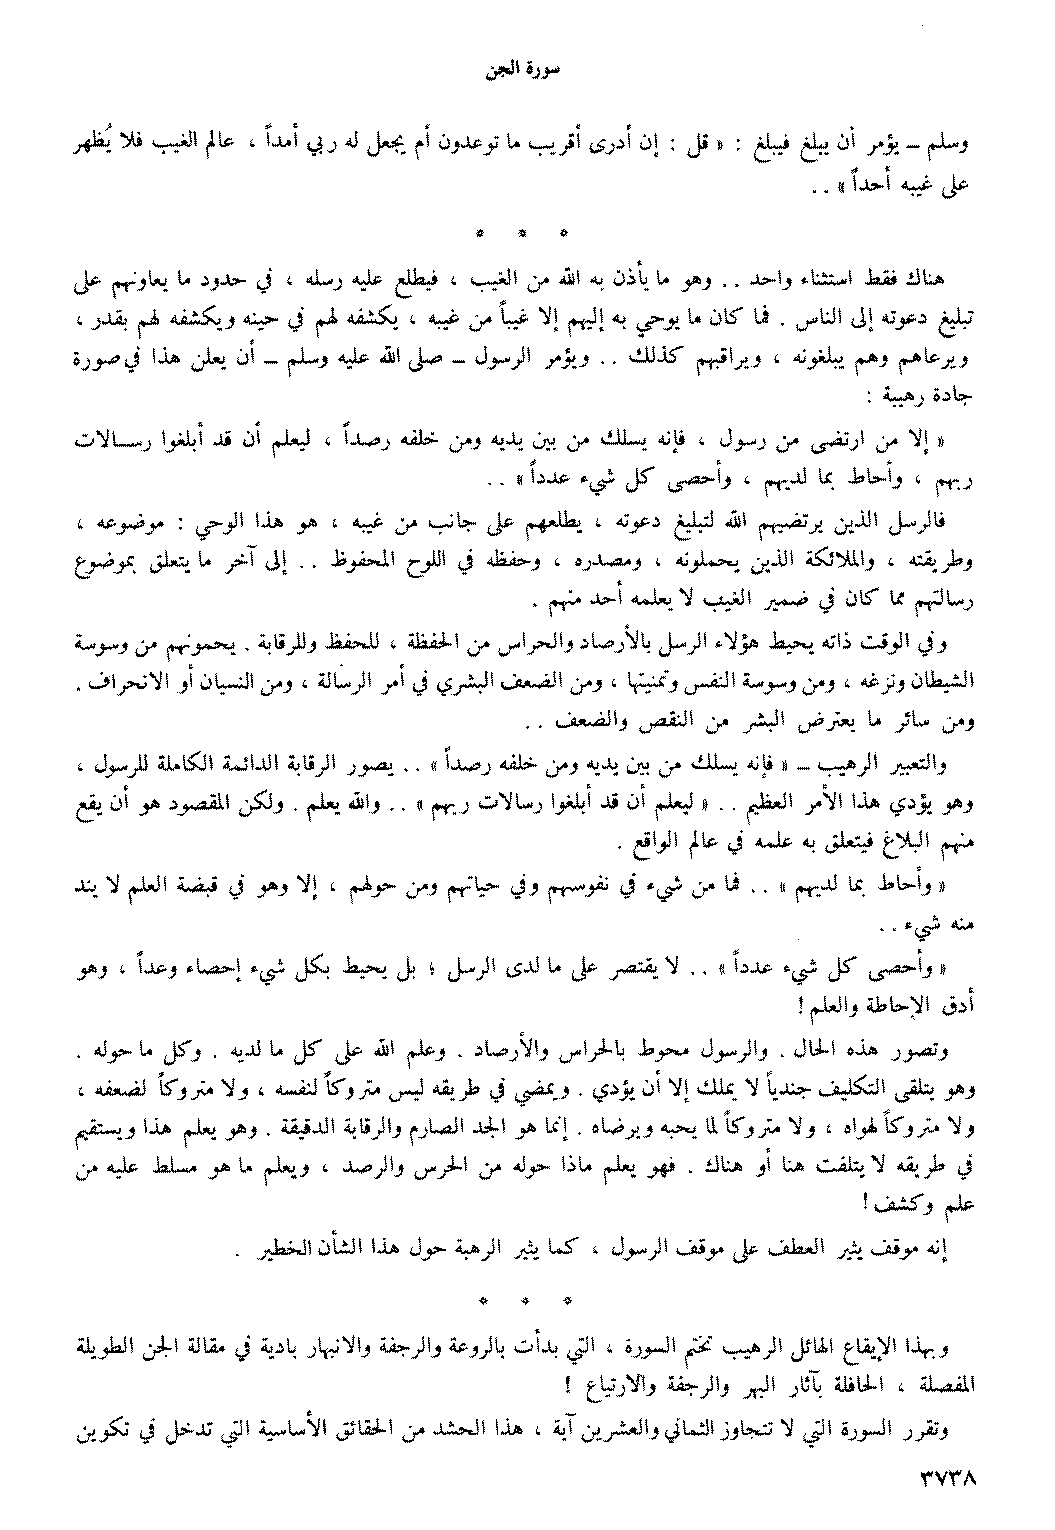 سورة الجن
وسلم ــ يؤمر أن يبلغ فيبلغ : « قل : إن أدرى أقريب ما توعدون أم يجعل له ربي أمداً ، عالم الغيب فلا يُظهر
على غيبه أحداً » . .
* * *
هناك فقط استثناء واحد . . وهو ما يأذن به الله من الغيب ، فيطلع عليه رسله ، في حدود ما يعاونهم على
تبليغ دعوته إلى الناس . فما كان ما يوحي به إليهم إلا غيباً من غيبه ، يكشفه لهم في حينه ويكشفه لهم بقدر ،
ويرعاهم وهم يبلغونه ، ويراقبهم كذلك . . ويؤمر الرسول ــ صلى الله عليه وسلم ــ أن يعلن هذا في صورة
جادة رهيبة :
« إلا من ارتضى من رسول ، فإنه يسلك من بين يديه ومن خلفه رصداً ، ليعلم أن قد أبلغوا رسـالات
ربهم ، وأحاط بما لديهم ، وأحصى كل شيء عدداً » . .
فالرسل الذين يرتضيهم الله لتبليغ دعوته ، يطلعهم على جانب من غيبه ، هو هذا الوحي : موضوعه ،
وطريقته ، والملائكة الذين يحملونه ، ومصدره ، وحفظه في اللوح المحفوظ . . إلى آخر ما يتعلق بموضوع
رسالتهم مما كان في ضمير الغيب لا يعلمه أحد منهم .
وفي الوقت ذاته يحيط هؤلاء الرسل بالأرصاد والحراس من الحفظة ، للحفظ وللرقابة . يحمونهم من وسوسة
الشيطان ونزغه ، ومن وسوسة النفس وتمنيتها ، ومن الضعف البشري في أمر الرسالة ، ومن النسيان أو الانحراف .
ومن سائر ما يعترض البشر من النقص والضعف . .
والتعبير الرهيب ــ « فإنه يسلك من بين يديه ومن خلفه رصداً » . . يصور الرقابة الدائمة الكاملة للرسول ،
وهو يؤدي هذا الأمر العظيم . . « ليعلم أن قد أبلغوا رسالات ربهم » . . والله يعلم . ولكن المقصود هو أن يقع
منهم البلاغ فيتعلق به علمه في عالم الواقع .
« وأحاط بما لديهم » . . فما من شيء في نفوسهم وفي حياتهم ومن حولهم ، إلا وهو في قبضة العلم لا يند
منه شيء . .
« وأحصى كل شيء عدداً » . . لا يقتصر على ما لدى الرسل ؛ بل يحيط بكل شيء إحصاء وعداً ، وهو
أدق الإحاطة والعلم !
وتصور هذه الحال . والرسول محوط بالحراس والأرصاد . وعلم الله على كل ما لديه . وكل ما حوله .
وهو يتلقى التكليف جندياً لا يملك إلا أن يؤدي . ويمضي في طريقه ليس متروكاً لنفسه ، ولا متروكاً لضعفه ،
ولا متروكاً لهواه ، ولا متروكاً لما يحبه ويرضاه . إنما هو الجد الصارم والرقابة الدقيقة . وهو يعلم هذا ويستقيم
في طريقه لا يتلفت هنا أو هناك . فهو يعلم ماذا حوله من الحرس والرصد ، ويعلم ما هو مسلط عليه من
علم وكشف !
إنه موقف يثير العطف على موقف الرسول ، كما يثير الرهبة حول هذا الشأن الخطير .
* * *
وبهذا الإيقاع الهائل الرهيب تختم السورة ، التي بدأت بالروعة والرجفة والانبهار بادية في مقالة الجن الطويلة
المفصلة ، الحافلة بآثار البهر والرجفة والارتياع !
وتقرر السورة التي لا تتجاوز الثماني والعشرين آية ، هذا الحشد من الحقائق الأساسية التي تدخل في تكوين
٣٧٣٨